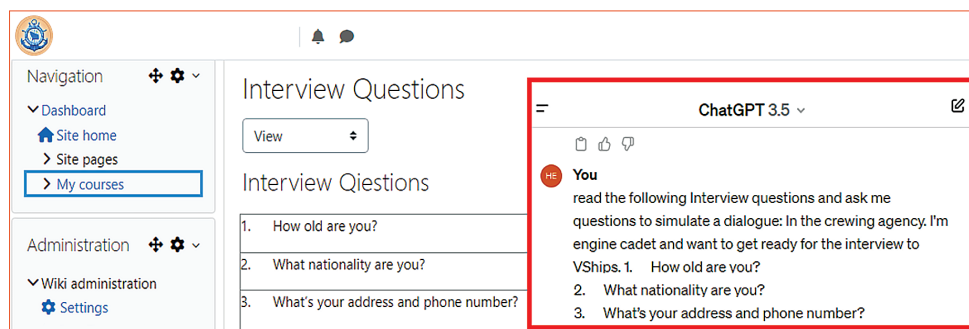 Navigation
Dashboard
Site home
Site pages
My courses
Administration
Wiki administration
Settings
Interview Questions
View
Interview Qiestions
1. How old are you?
2. What nationality are you?
3. What's your address and phone number?
ChatGPT 3.5
HE
You
read the following Interview questions and ask me
questions to simulate a dialogue: In the crewing agency. I'm
engine cadet and want to get ready for the interview to
VShips. 1. How old are you?
2. What nationality are you?
3. What's your address and phone number?